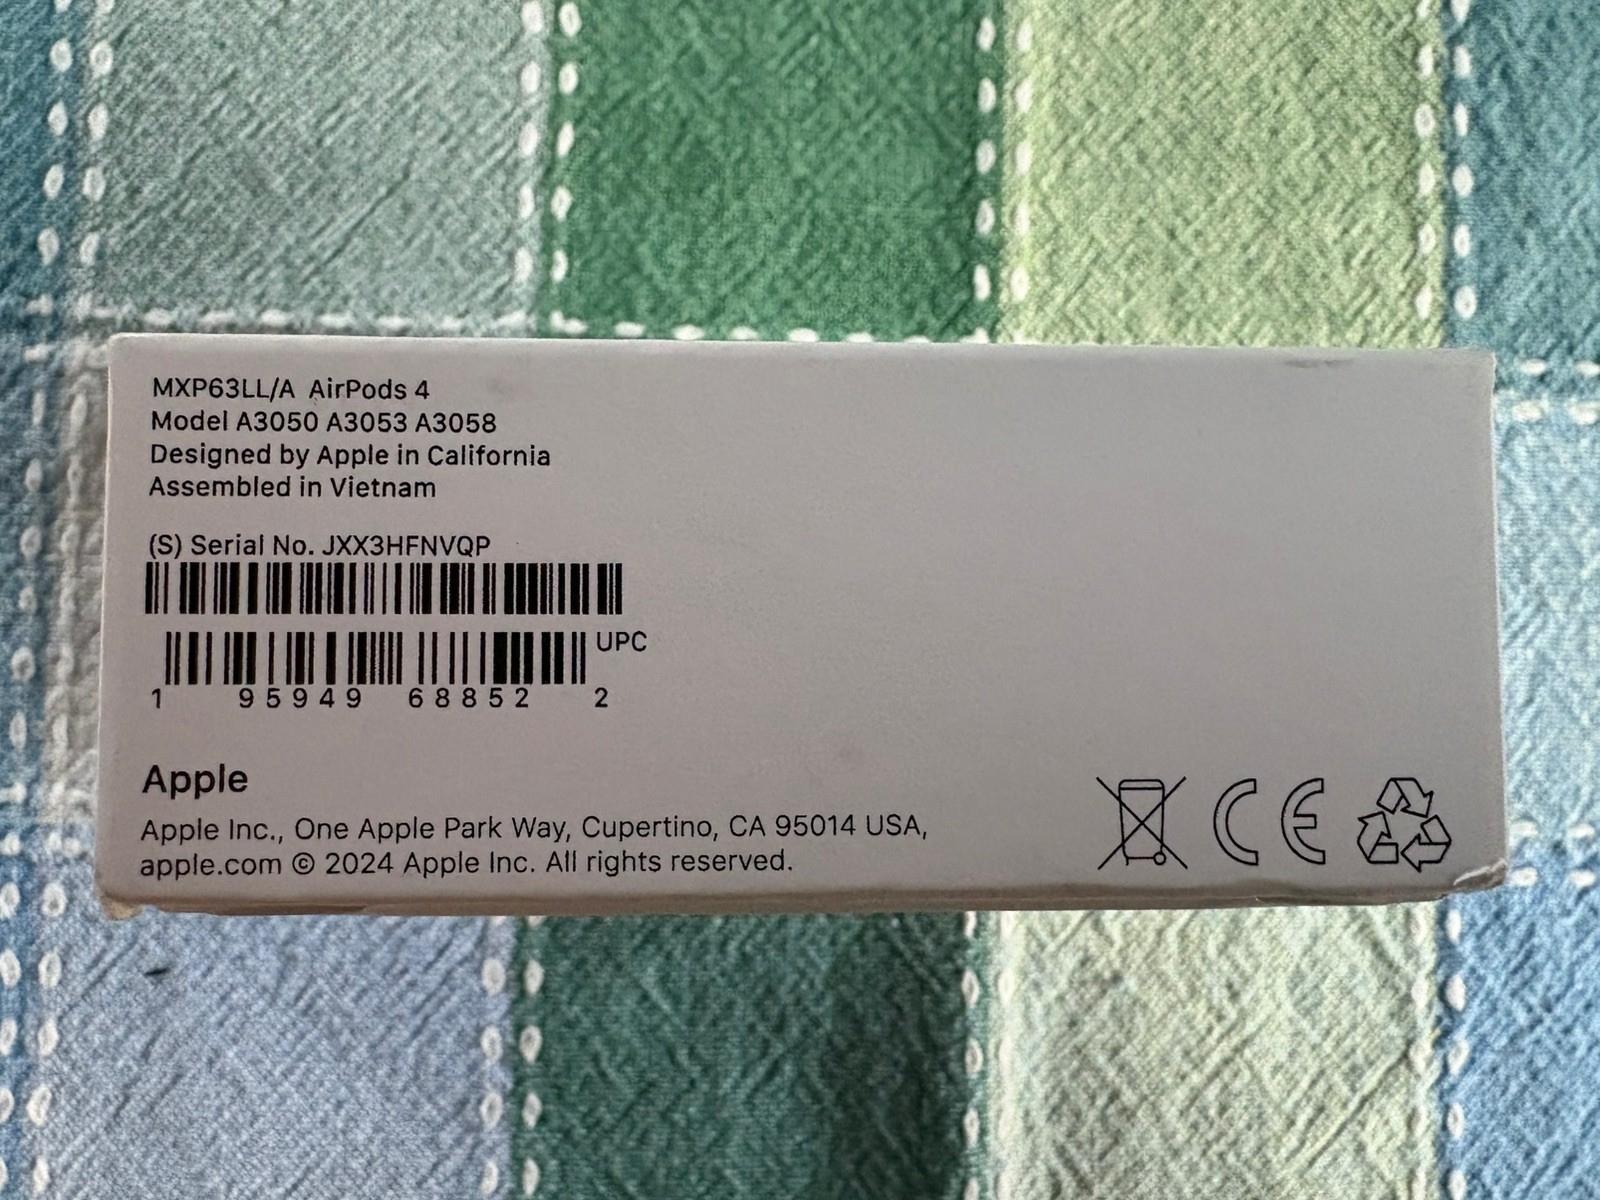 MXP63LL/A AirPods 4
Model A3050 A3053 A3058
Designed by Apple in California
Assembled in Vietnam
(S) Serial No. JXX3HFNVQP
UPC
1 95949 68852 2
Apple
Apple Inc., One Apple Park Way, Cupertino, CA 95014 USA,
apple.com © 2024 Apple Inc. All rights reserved.
CE